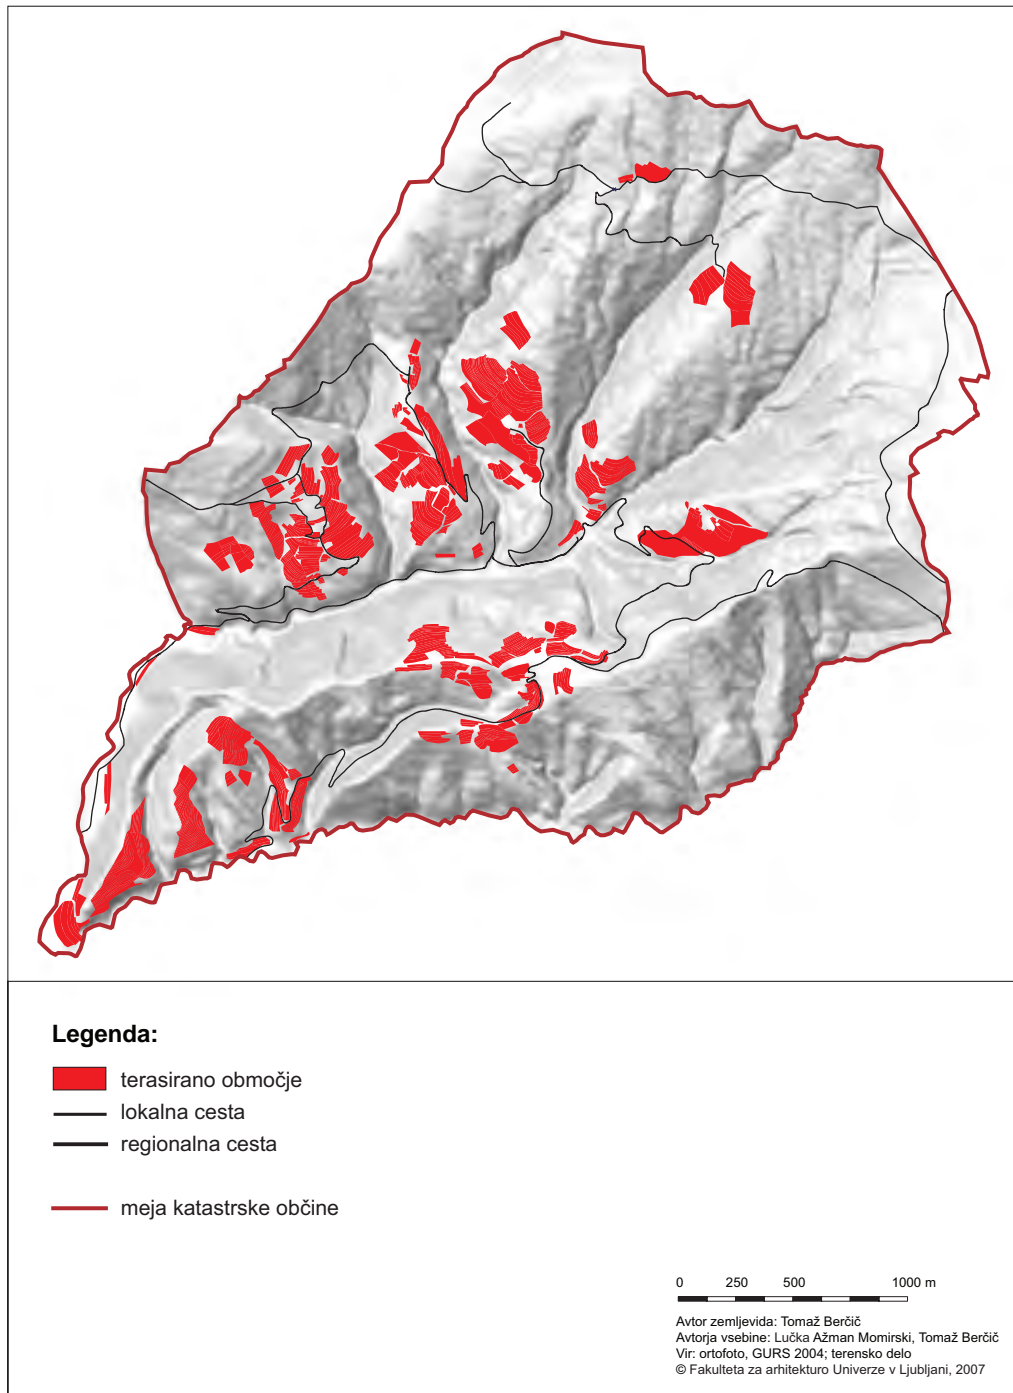 Legenda:
terasirano območje
lokalna cesta
regionalna cesta
meja katastrske občine
0 250 500 1000 m
Avtor zemljevida: Tomaž Berčič
Avtorja vsebine: Lučka Ažman Momirski, Tomaž Berčič
Vir: ortofoto, GURS 2004; terensko delo
© Fakulteta za arhitekturo Univerze v Ljubljani, 2007